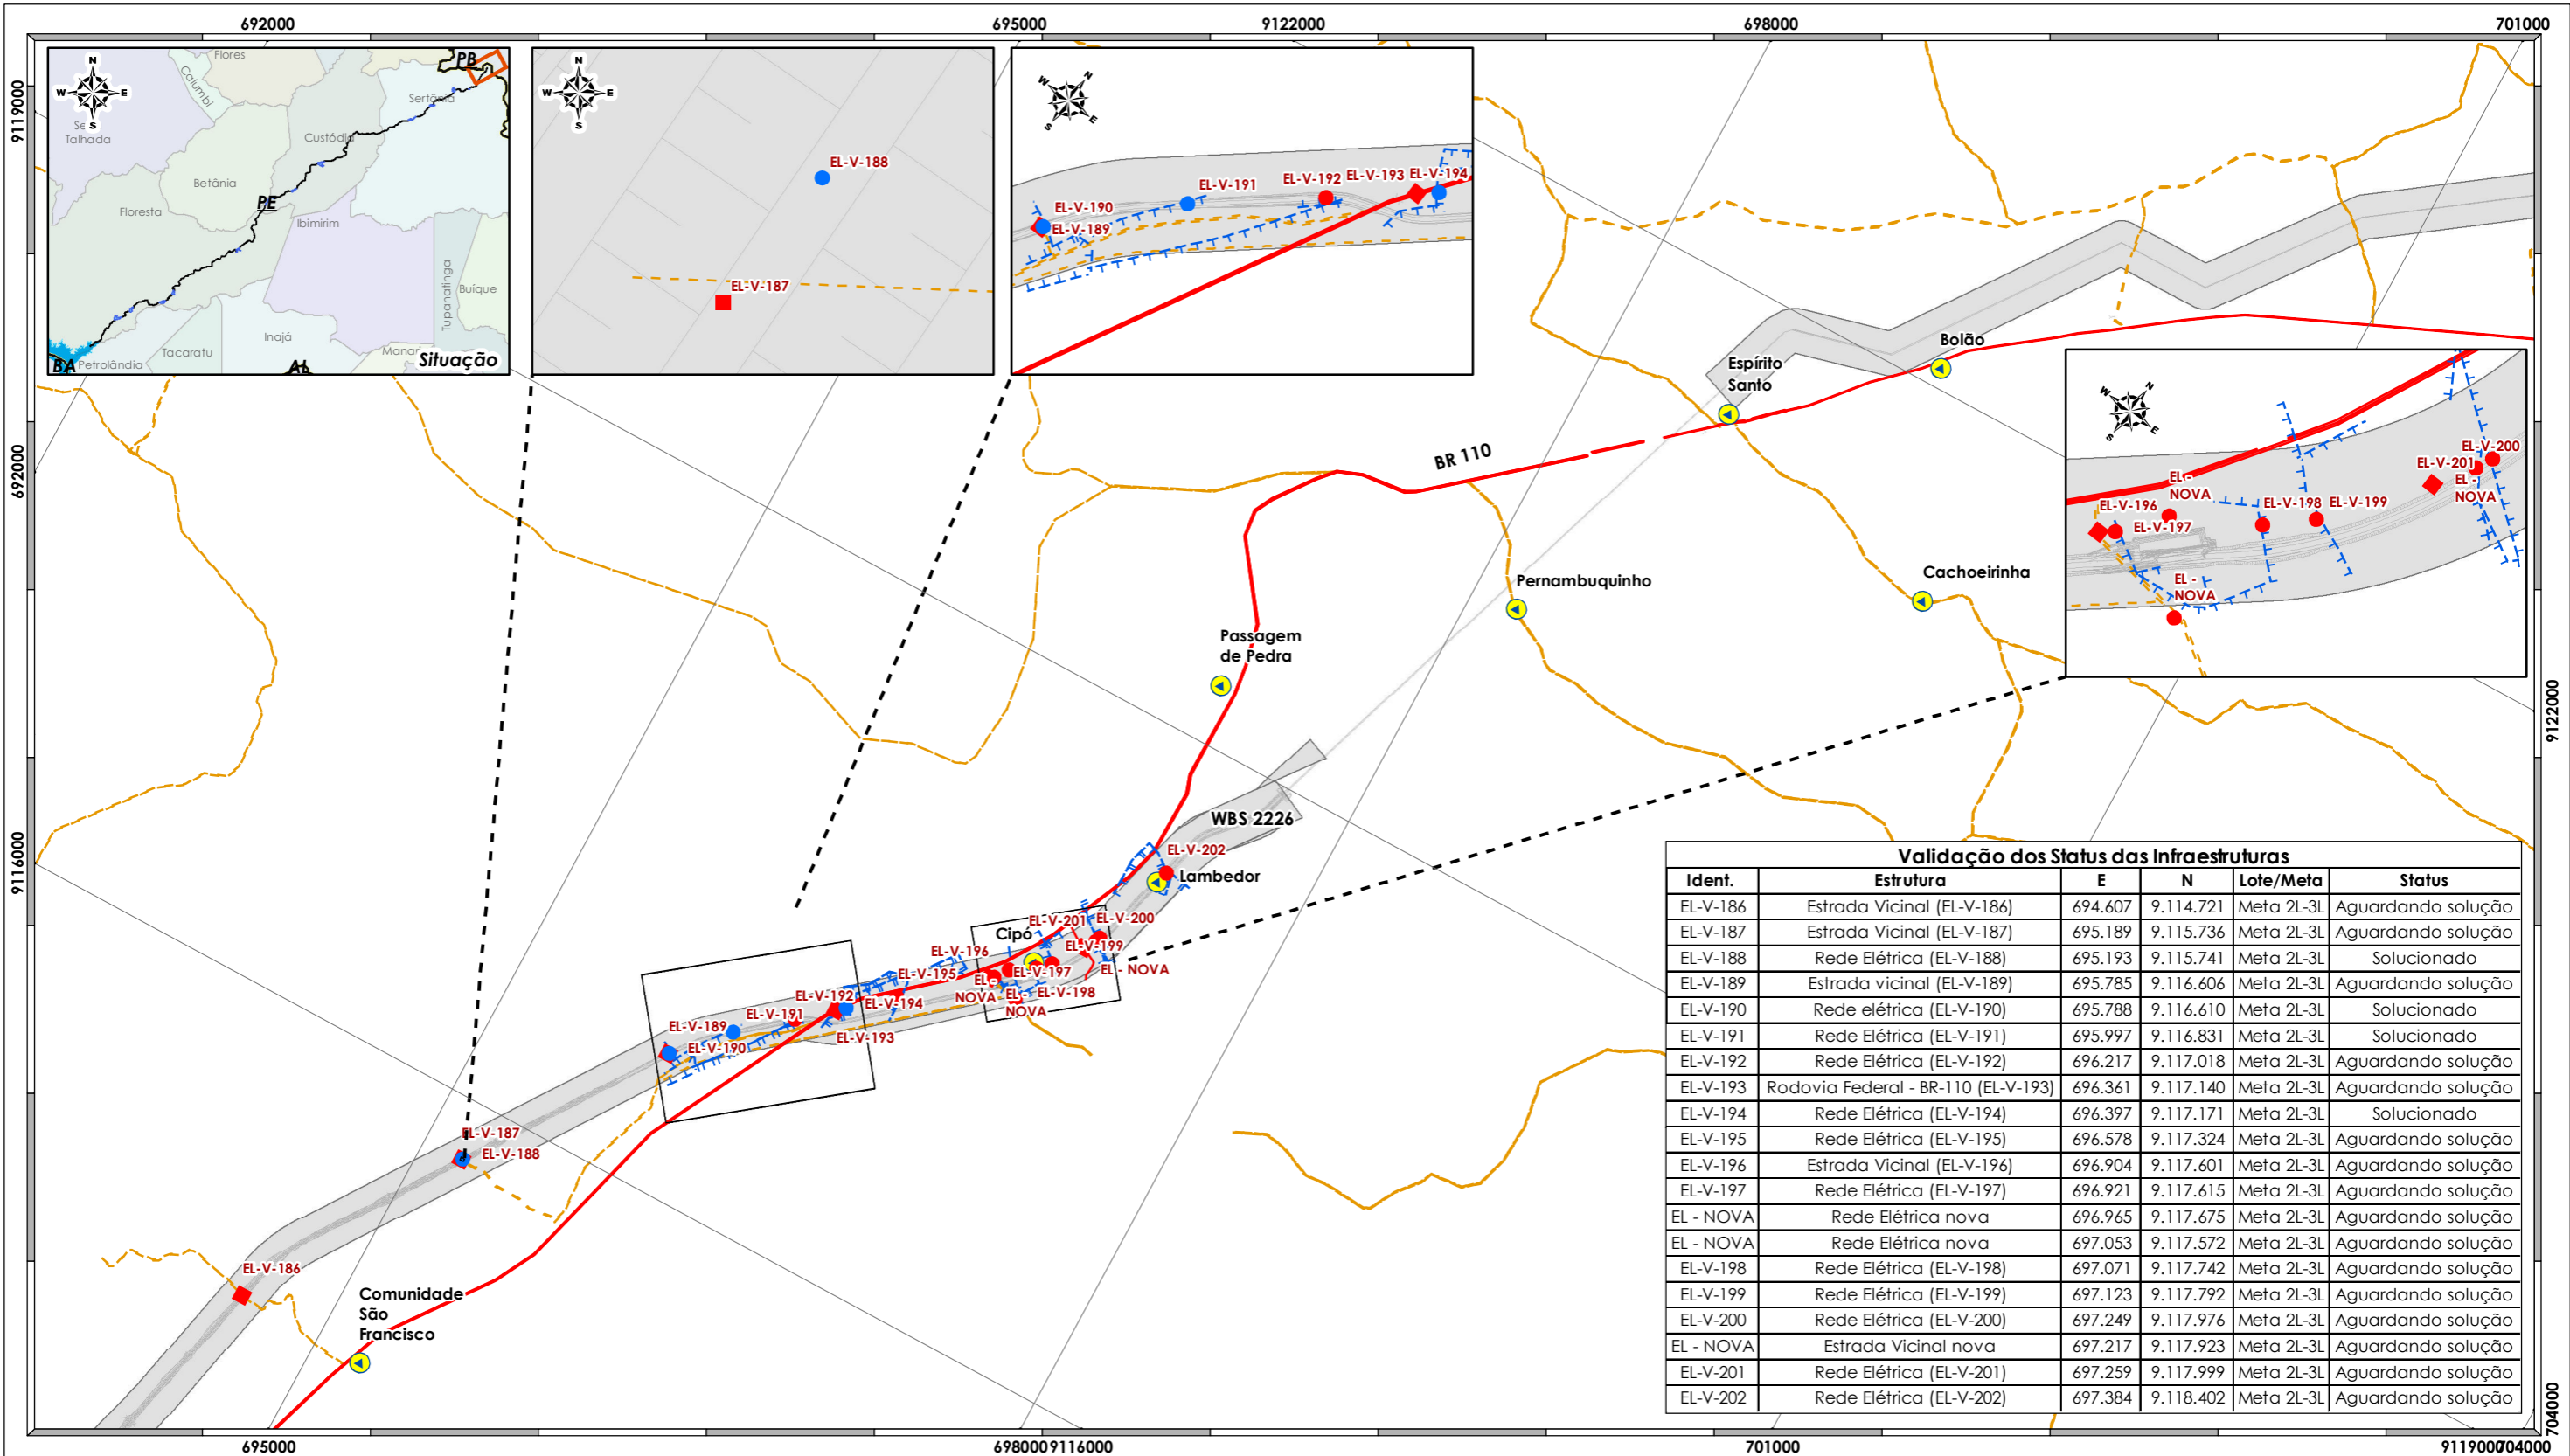 692000
695000
9122000
698000
701000
9119000
692000
9116000
9122000
704000
695000
698000
9116000
701000
9119000
704000
N
W
E
S
Flores
Calumbi
PB
Sertânia
Talhada
Custódia
Betânia
Floresta
PE
Ibimirim
Tupanatinga
Buíque
Inajá
Tacaratu
Petrolândia
BA
AL
Situação
N
W
E
S
EL-V-188
EL-V-187
N
W
E
S
EL-V-190
EL-V-189
EL-V-191
EL-V-192
EL-V-193
EL-V-194
Bolão
Espírito
Santo
BR 110
Pernambuquinho
Cachoeirinha
Passagem
de Pedra
N
W
E
S
EL-V-200
EL-V-201
EL -
NOVA
EL -
NOVA
EL-V-196
EL-V-197
EL-V-198
EL-V-199
EL -
NOVA
WBS 2226
EL-V-202
Lambedor
EL-V-201
EL-V-200
Cipó
EL-V-199
EL-V-196
EL-V-195
EL-V-197
EL - NOVA
EL -
NOVA
EL -
NOVA
EL-V-198
EL-V-192
EL-V-194
EL-V-191
EL-V-189
EL-V-190
EL-V-193
EL-V-187
EL-V-188
EL-V-186
Comunidade
São
Francisco
Validação dos Status das Infraestruturas
Ident. Estrutura E N Lote/Meta Status
EL-V-186 Estrada Vicinal (EL-V-186) 694.607 9.114.721 Meta 2L-3L Aguardando solução
EL-V-187 Estrada Vicinal (EL-V-187) 695.189 9.115.736 Meta 2L-3L Aguardando solução
EL-V-188 Rede Elétrica (EL-V-188) 695.193 9.115.741 Meta 2L-3L Solucionado
EL-V-189 Estrada vicinal (EL-V-189) 695.785 9.116.606 Meta 2L-3L Aguardando solução
EL-V-190 Rede elétrica (EL-V-190) 695.788 9.116.610 Meta 2L-3L Solucionado
EL-V-191 Rede Elétrica (EL-V-191) 695.997 9.116.831 Meta 2L-3L Solucionado
EL-V-192 Rede Elétrica (EL-V-192) 696.217 9.117.018 Meta 2L-3L Aguardando solução
EL-V-193 Rodovia Federal - BR-110 (EL-V-193) 696.361 9.117.140 Meta 2L-3L Aguardando solução
EL-V-194 Rede Elétrica (EL-V-194) 696.397 9.117.171 Meta 2L-3L Solucionado
EL-V-195 Rede Elétrica (EL-V-195) 696.578 9.117.324 Meta 2L-3L Aguardando solução
EL-V-196 Estrada Vicinal (EL-V-196) 696.904 9.117.601 Meta 2L-3L Aguardando solução
EL-V-197 Rede Elétrica (EL-V-197) 696.921 9.117.615 Meta 2L-3L Aguardando solução
EL - NOVA Rede Elétrica nova 696.965 9.117.675 Meta 2L-3L Aguardando solução
EL - NOVA Rede Elétrica nova 697.053 9.117.572 Meta 2L-3L Aguardando solução
EL-V-198 Rede Elétrica (EL-V-198) 697.071 9.117.742 Meta 2L-3L Aguardando solução
EL-V-199 Rede Elétrica (EL-V-199) 697.123 9.117.792 Meta 2L-3L Aguardando solução
EL-V-200 Rede Elétrica (EL-V-200) 697.249 9.117.976 Meta 2L-3L Aguardando solução
EL - NOVA Estrada Vicinal nova 697.217 9.117.923 Meta 2L-3L Aguardando solução
EL-V-201 Rede Elétrica (EL-V-201) 697.259 9.117.999 Meta 2L-3L Aguardando solução
EL-V-202 Rede Elétrica (EL-V-202) 697.384 9.118.402 Meta 2L-3L Aguardando solução